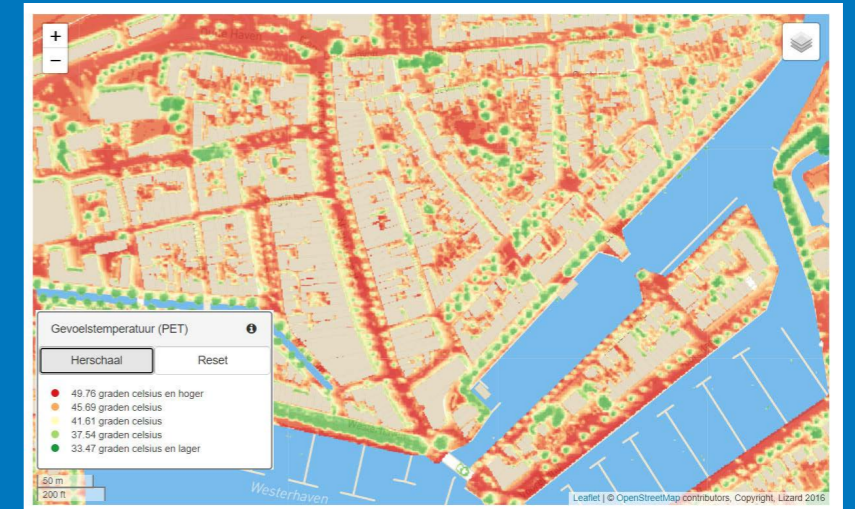 +
−
Haven
Gevoelstemperatuur (PET)
Herschaal
Reset
49.76 graden celsius en hoger
45.69 graden celsius
41.61 graden celsius
37.54 graden celsius
33.47 graden celsius en lager
50 m
200 ft
Westerhaven
Leaflet | © OpenStreetMap contributors, Copyright, Lizard 2016